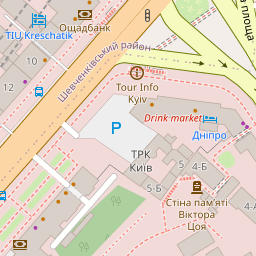 10
Ощадбанк
TIU Kreschatik
12
Шевченківський район
а площа
Tour Info
Kyiv
P
Drink market
Дніпро
ТРК
Київ
4-Б
5-Б
5
Стіна пам'яті
Віктора
Цоя